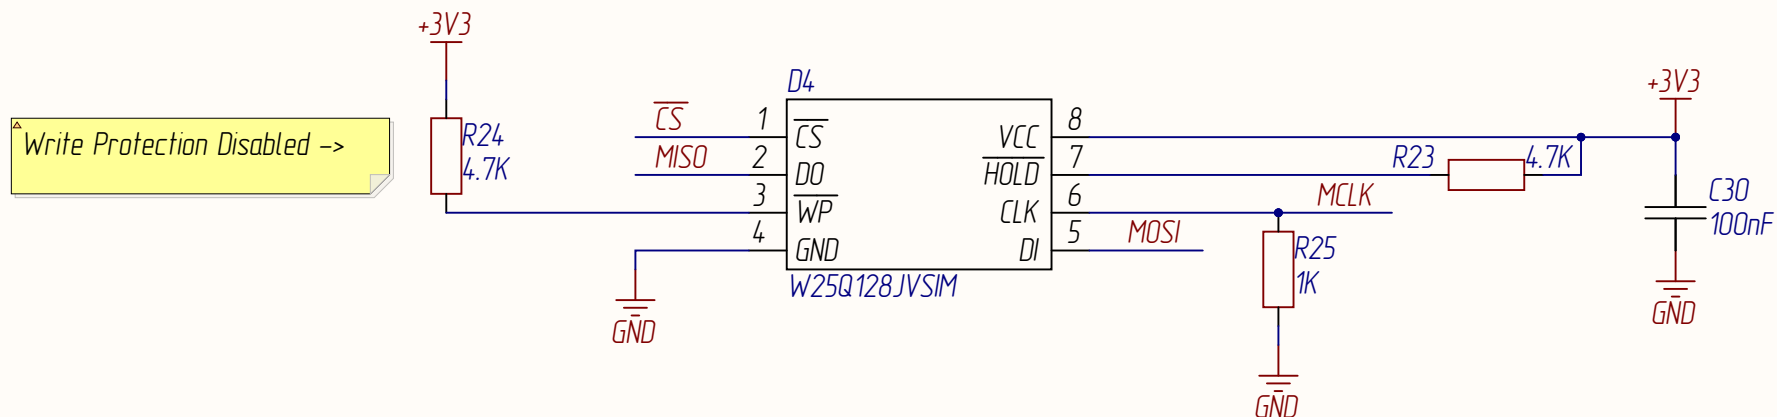 +3V3
Write Protection Disabled ->
R24
4.7K
D4
CS
MISO
1
2
3
4
CS
DO
WP
GND
VCC
HOLD
CLK
DI
8
7
6
5
W25Q128JVSIM
GND
MCLK
MOSI
R23
4.7K
R25
1K
GND
+3V3
C30
100nF
GND